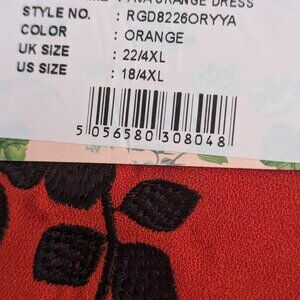 ORANGE DRESS
STYLE NO. : RGD8226ORYYA
COLOR : ORANGE
UK SIZE : 22/4XL
US SIZE : 18/4XL
5 056580 308048